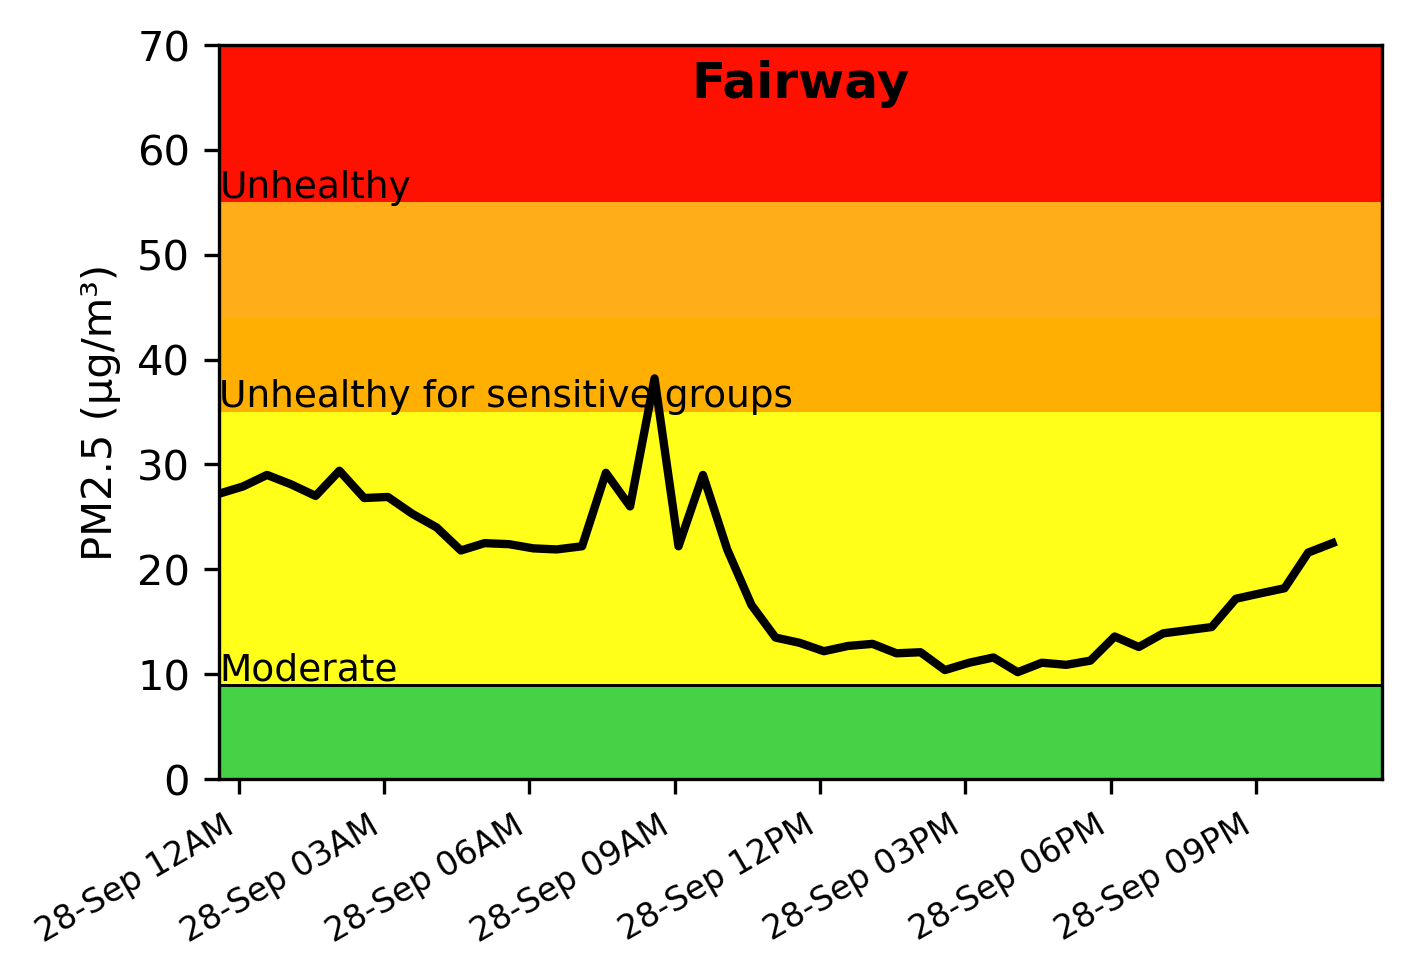 Fairway
70
60
50
40
30
20
10
0
PM2.5 (µg/m³)
Unhealthy
Unhealthy for sensitive groups
Moderate
28-Sep 12AM
28-Sep 03AM
28-Sep 06AM
28-Sep 09AM
28-Sep 12PM
28-Sep 03PM
28-Sep 06PM
28-Sep 09PM